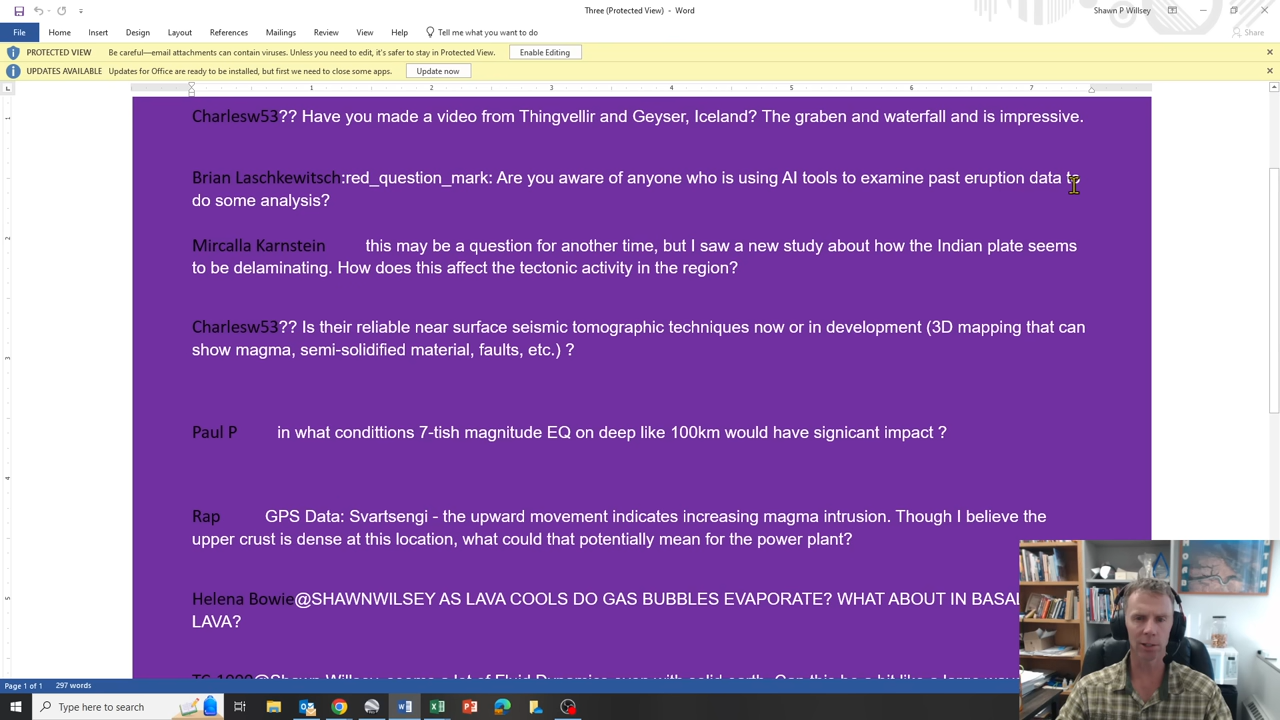 Three (Protected View) - Word
Shawn P Willsey
File Home Insert Design Layout References Mailings Review View Help Tell me what you want to do Share
PROTECTED VIEW Be careful—email attachments can contain viruses. Unless you need to edit, it's safer to stay in Protected View. Enable Editing
UPDATES AVAILABLE Updates for Office are ready to be installed, but first we need to close some apps. Update now
1 2 3 4 5 6 7
Charlesw53?? Have you made a video from Thingvellir and Geyser, Iceland? The graben and waterfall and is impressive.
Brian Laschkewitsch:red_question_mark: Are you aware of anyone who is using AI tools to examine past eruption data to
do some analysis?
Mircalla Karnstein this may be a question for another time, but I saw a new study about how the Indian plate seems
to be delaminating. How does this affect the tectonic activity in the region?
Charlesw53?? Is their reliable near surface seismic tomographic techniques now or in development (3D mapping that can
show magma, semi-solidified material, faults, etc.) ?
Paul P in what condittions 7-tish magnitude EQ on deep like 100km would have signicant impact ?
Rap GPS Data: Svartsengi - the upward movement indicates increasing magma intrusion. Though I believe the
upper crust is dense at this location, what could that potentially mean for the power plant?
Helena Bowie@SHAWNWILSEY AS LAVA COOLS DO GAS BUBBLES EVAPORATE? WHAT ABOUT IN
LAVA?
Page 1 of 1 297 words
Type here to search